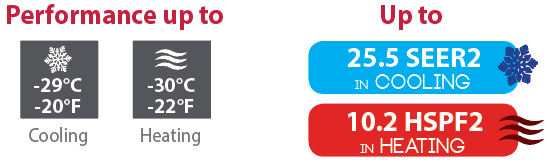 Performance up to
-29°C
-20°F
Cooling
-30°C
-22°F
Heating
Up to
25.5 SEER2
IN COOLING
10.2 HSPF2
IN HEATING